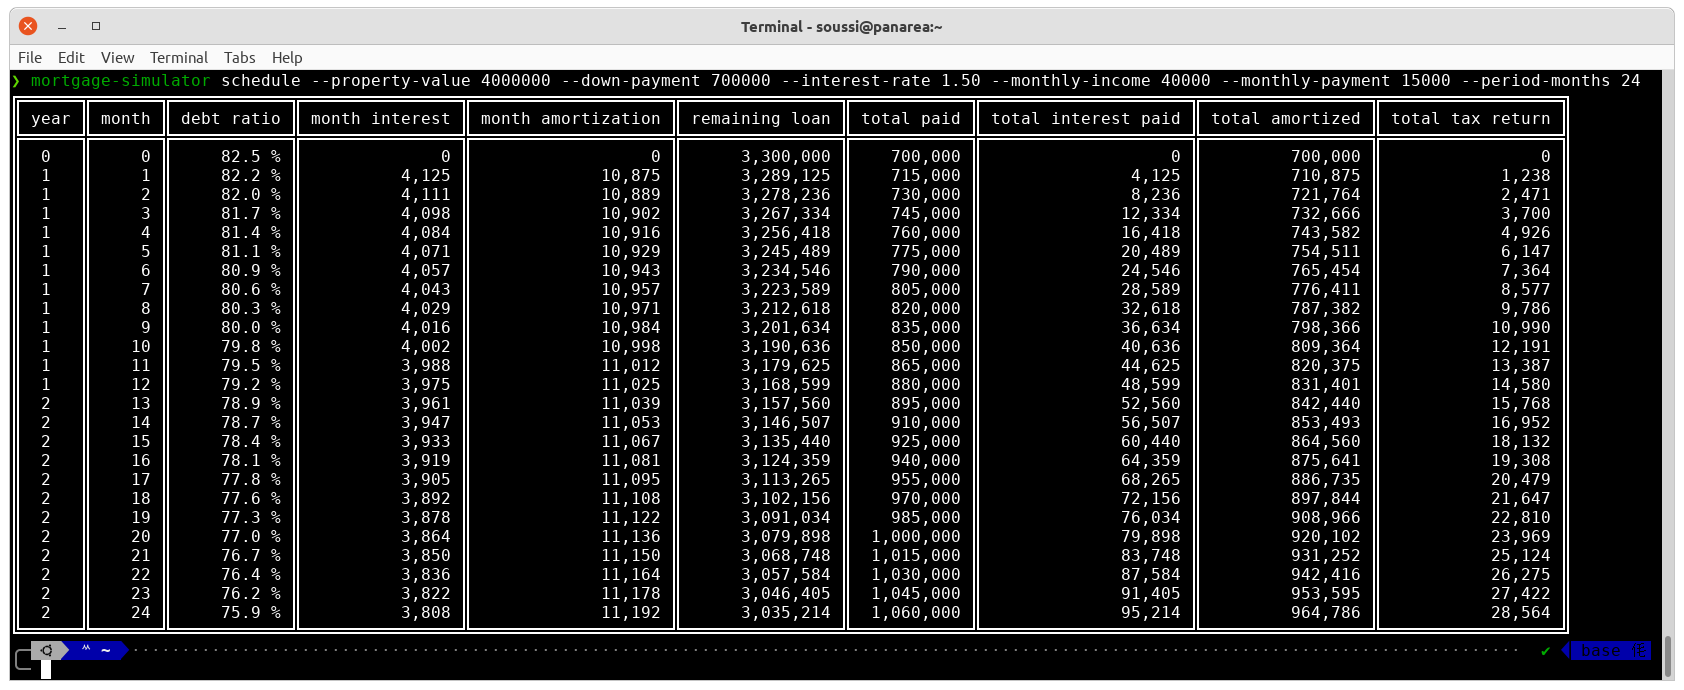 Terminal - soussi@panarea:~
File Edit View Terminal Tabs Help
❯ mortgage-simulator schedule --property-value 4000000 --down-payment 700000 --interest-rate 1.50 --monthly-income 40000 --monthly-payment 15000 --period-months 24
year month debt ratio month interest month amortization remaining loan total paid total interest paid total amortized total tax return
0 0 82.5 % 0 0 3,300,000 700,000 0 700,000 0
1 1 82.2 % 4,125 10,875 3,289,125 715,000 4,125 710,875 1,238
1 2 82.0 % 4,111 10,889 3,278,236 730,000 8,236 721,764 2,471
1 3 81.7 % 4,098 10,902 3,267,334 745,000 12,334 732,666 3,700
1 4 81.4 % 4,084 10,916 3,256,418 760,000 16,418 743,582 4,926
1 5 81.1 % 4,071 10,929 3,245,489 775,000 20,489 754,511 6,147
1 6 80.9 % 4,057 10,943 3,234,546 790,000 24,546 765,454 7,364
1 7 80.6 % 4,043 10,957 3,223,589 805,000 28,589 776,411 8,577
1 8 80.3 % 4,029 10,971 3,212,618 820,000 32,618 787,382 9,786
1 9 80.0 % 4,016 10,984 3,201,634 835,000 36,634 798,366 10,990
1 10 79.8 % 4,002 10,998 3,190,636 850,000 40,636 809,364 12,191
1 11 79.5 % 3,988 11,012 3,179,625 865,000 44,625 820,375 13,387
1 12 79.2 % 3,975 11,025 3,168,599 880,000 48,599 831,401 14,580
2 13 78.9 % 3,961 11,039 3,157,560 895,000 52,560 842,440 15,768
2 14 78.7 % 3,947 11,053 3,146,507 910,000 56,507 853,493 16,952
2 15 78.4 % 3,933 11,067 3,135,440 925,000 60,440 864,560 18,132
2 16 78.1 % 3,919 11,081 3,124,359 940,000 64,359 875,641 19,308
2 17 77.8 % 3,905 11,095 3,113,265 955,000 68,265 886,735 20,479
2 18 77.6 % 3,892 11,108 3,102,156 970,000 72,156 897,844 21,647
2 19 77.3 % 3,878 11,122 3,091,034 985,000 76,034 908,966 22,810
2 20 77.0 % 3,864 11,136 3,079,898 1,000,000 79,898 920,102 23,969
2 21 76.7 % 3,850 11,150 3,068,748 1,015,000 83,748 931,252 25,124
2 22 76.4 % 3,836 11,164 3,057,584 1,030,000 87,584 942,416 26,275
2 23 76.2 % 3,822 11,178 3,046,405 1,045,000 91,405 953,595 27,422
2 24 75.9 % 3,808 11,192 3,035,214 1,060,000 95,214 964,786 28,564
~ ✔ base